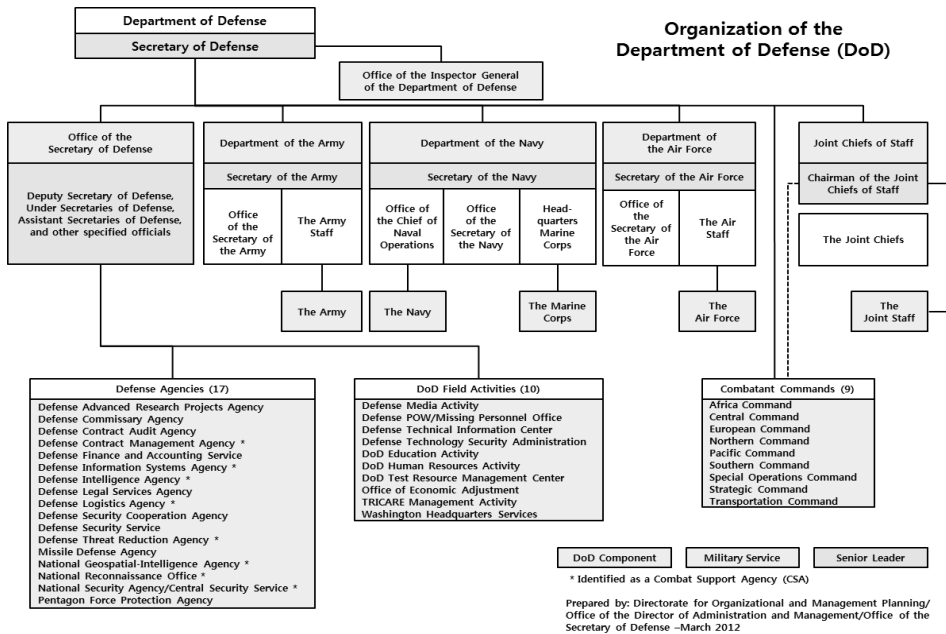 Department of Defense
Secretary of Defense
Organization of the
Department of Defense (DoD)
Office of the Inspector General
of the Department of Defense
Office of the
Secretary of Defense
Deputy Secretary of Defense,
Under Secretaries of Defense,
Assistant Secretaries of Defense,
and other specified officials
Department of the Army
Secretary of the Army
Office
of the
Secretary of
the Army
The Army
Staff
The Army
Department of the Navy
Secretary of the Navy
Office of
the Chief of
Naval
Operations
Office
of the
Secretary of
the Navy
Head-
quarters
Marine
Corps
The Navy
The Marine
Corps
Department of
the Air Force
Secretary of the Air Force
Office of
the
Secretary of
the Air
Force
The Air
Staff
The
Air Force
Joint Chiefs of Staff
Chairman of the Joint
Chiefs of Staff
The Joint Chiefs
The
Joint Staff
Defense Agencies (17)
Defense Advanced Research Projects Agency
Defense Commissary Agency
Defense Contract Audit Agency
Defense Contract Management Agency *
Defense Finance and Accounting Service
Defense Information Systems Agency *
Defense Intelligence Agency *
Defense Legal Services Agency
Defense Logistics Agency *
Defense Security Cooperation Agency
Defense Security Service
Defense Threat Reduction Agency *
Missile Defense Agency
National Geospatial-Intelligence Agency *
National Reconnaissance Office *
National Security Agency/Central Security Service *
Pentagon Force Protection Agency
DoD Field Activities (10)
Defense Media Activity
Defense POW/Missing Personnel Office
Defense Technical Information Center
Defense Technology Security Administration
DoD Education Activity
DoD Human Resources Activity
DoD Test Resource Management Center
Office of Economic Adjustment
TRICARE Management Activity
Washington Headquarters Services
Combatant Commands (9)
Africa Command
Central Command
European Command
Northern Command
Pacific Command
Southern Command
Special Operations Command
Strategic Command
Transportation Command
DoD Component
Military Service
Senior Leader
* Identified as a Combat Support Agency (CSA)
Prepared by: Directorate for Organizational and Management Planning/
Office of the Director of Administration and Management/Office of the
Secretary of Defense –March 2012